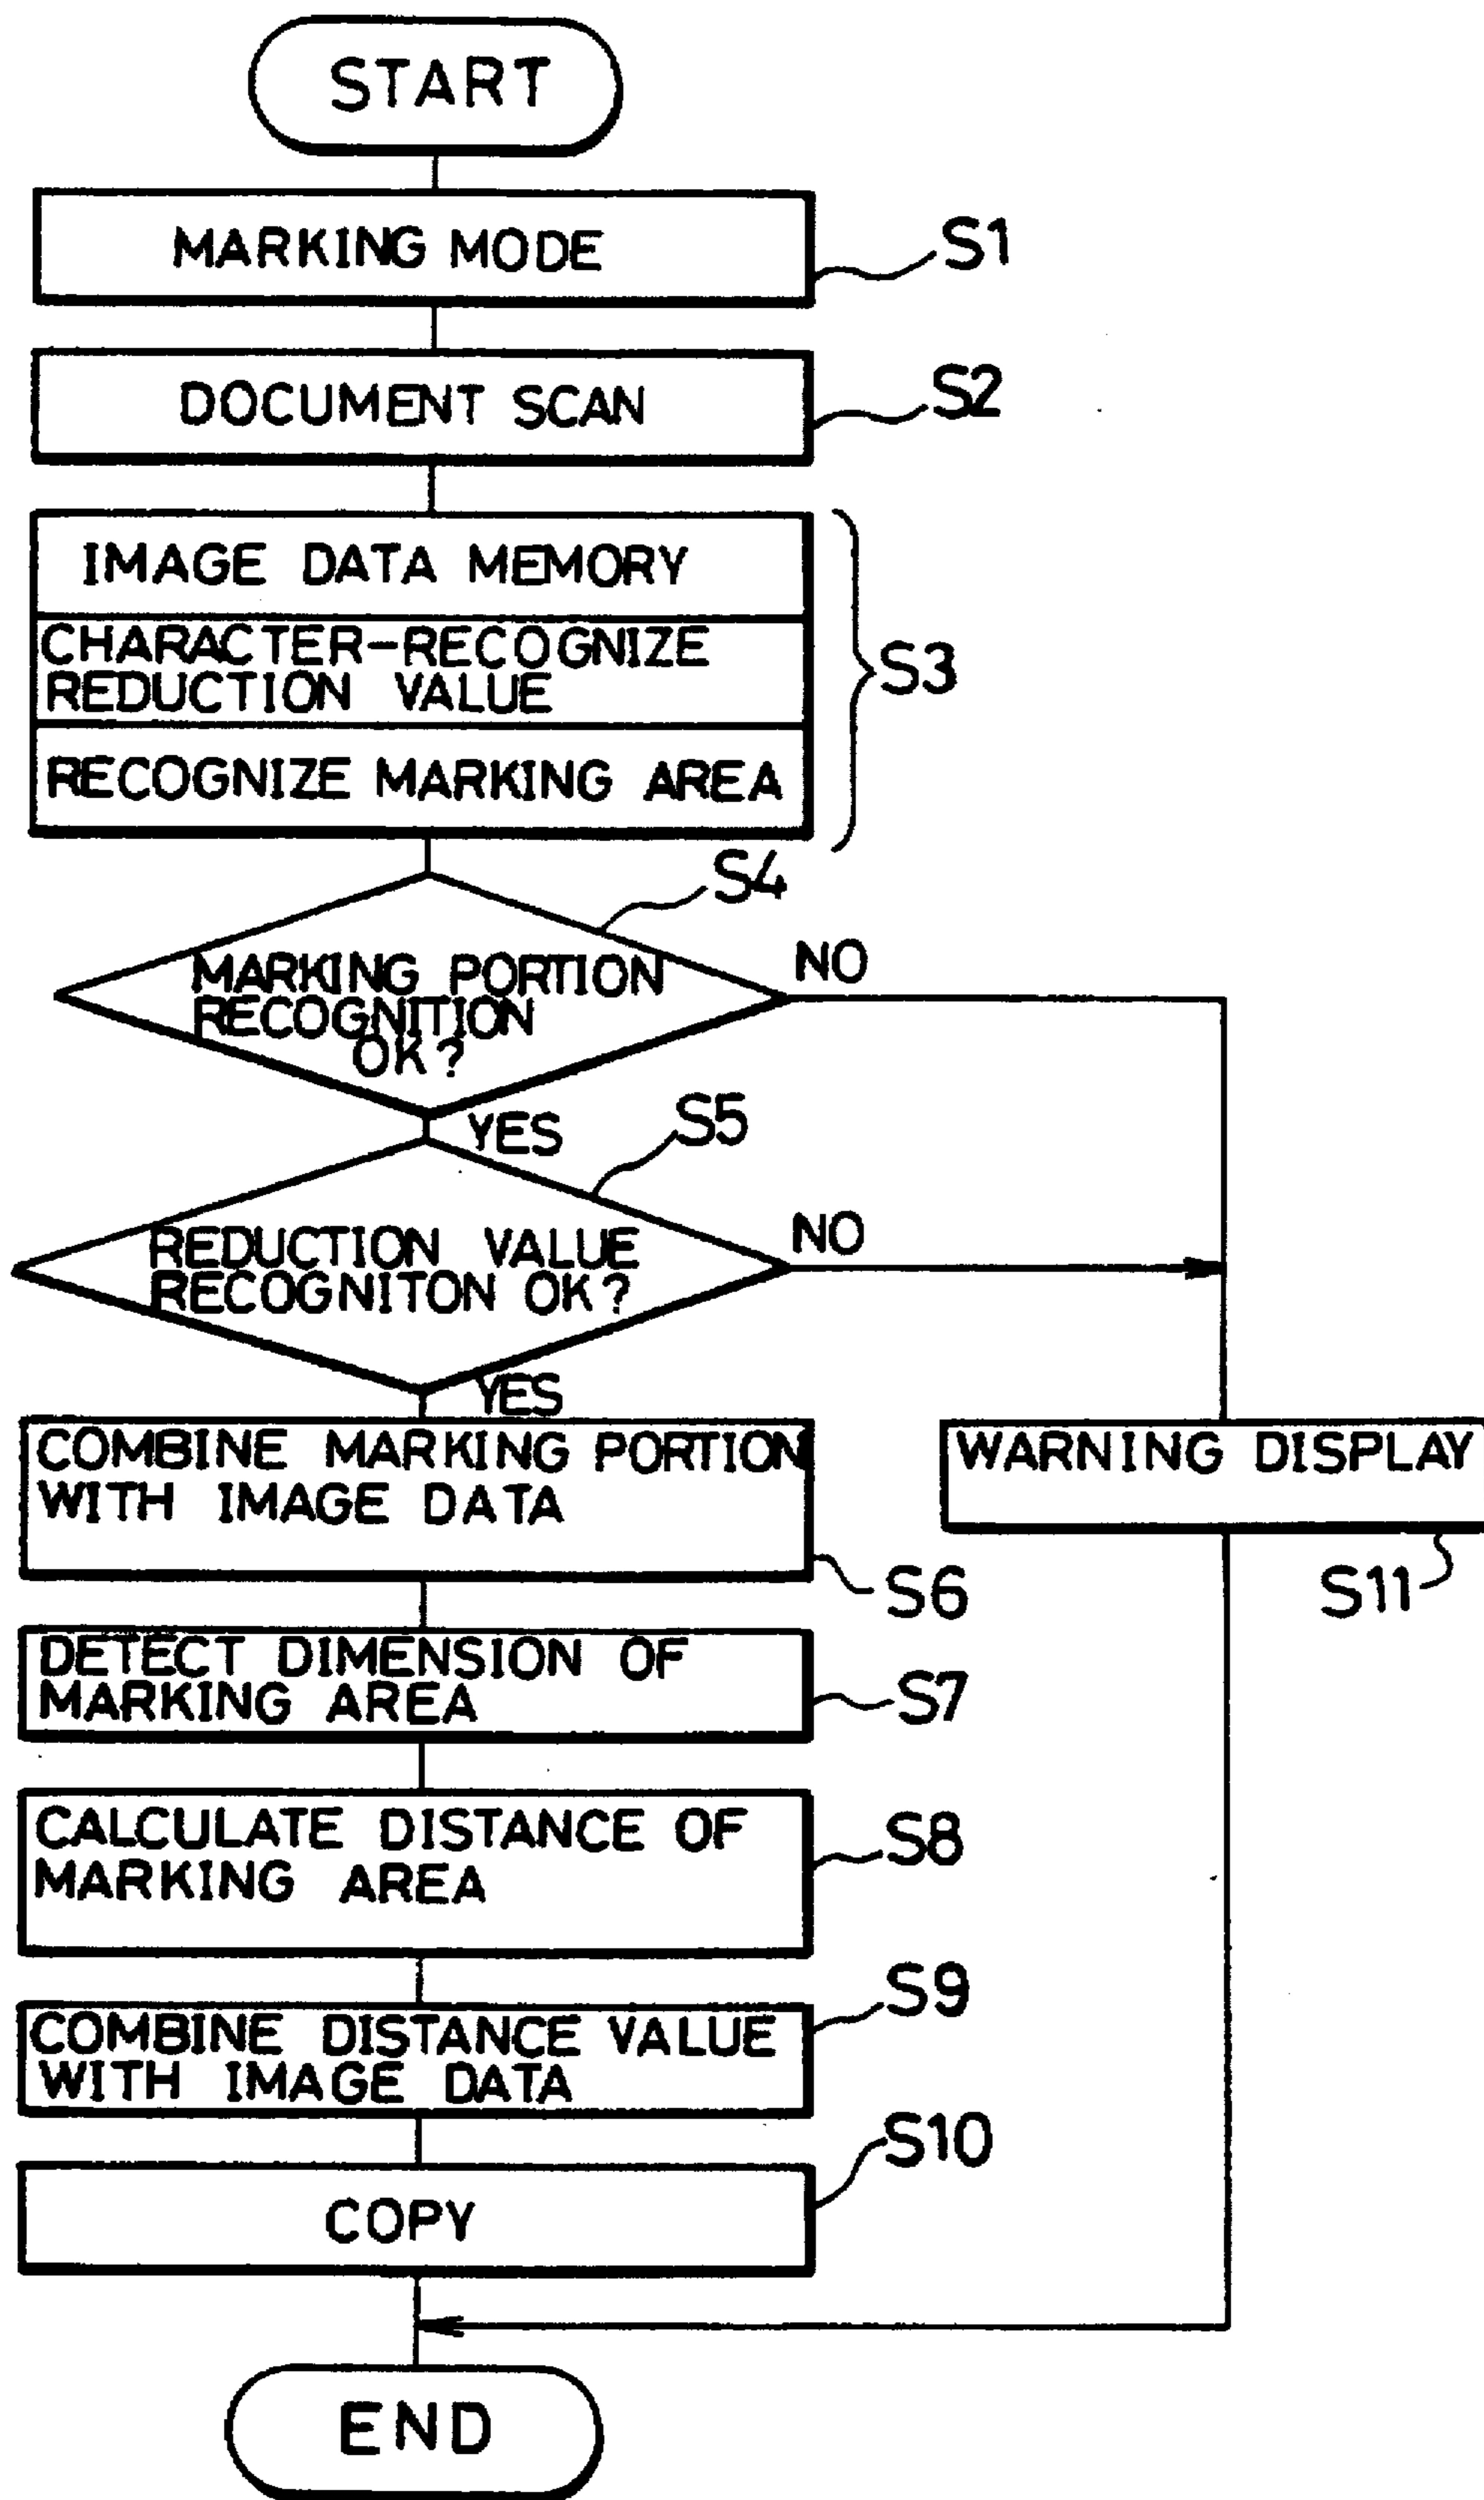 START
MARKING MODE
S1
DOCUMENT SCAN
S2
IMAGE DATA MEMORY
CHARACTER-RECOGNIZE
REDUCTION VALUE
RECOGNIZE MARKING AREA
S3
S4
MARKING PORTION
RECOGNITION
OK?
NO
YES
S5
REDUCTION VALUE
RECOGNITON OK?
NO
YES
COMBINE MARKING PORTION
WITH IMAGE DATA
S6
WARNING DISPLAY
S11
DETECT DIMENSION OF
MARKING AREA
S7
CALCULATE DISTANCE OF
MARKING AREA
S8
COMBINE DISTANCE VALUE
WITH IMAGE DATA
S9
COPY
S10
END